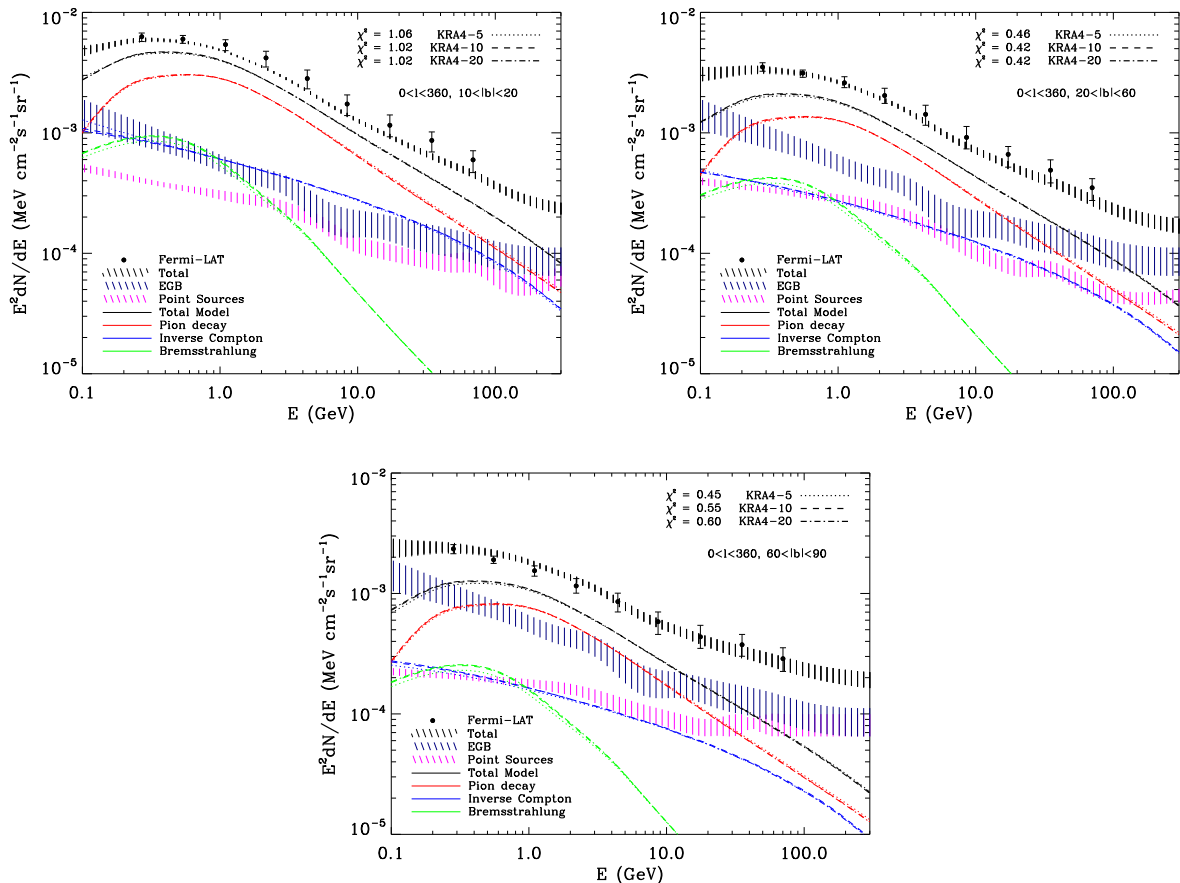 10⁻²
10⁻³
10⁻⁴
10⁻⁵
E²dN/dE (MeV cm⁻²s⁻¹sr⁻¹)
χ² = 1.06 KRA4-5
χ² = 1.02 KRA4-10
χ² = 1.02 KRA4-20
0<l<360, 10<|b|<20
Fermi-LAT
Total
EGB
Point Sources
Total Model
Pion decay
Inverse Compton
Bremsstrahlung
0.1 1.0 10.0 100.0
E (GeV)
10⁻²
10⁻³
10⁻⁴
10⁻⁵
E²dN/dE (MeV cm⁻²s⁻¹sr⁻¹)
χ² = 0.46 KRA4-5
χ² = 0.42 KRA4-10
χ² = 0.42 KRA4-20
0<l<360, 20<|b|<60
Fermi-LAT
Total
EGB
Point Sources
Total Model
Pion decay
Inverse Compton
Bremsstrahlung
0.1 1.0 10.0 100.0
E (GeV)
10⁻²
10⁻³
10⁻⁴
10⁻⁵
E²dN/dE (MeV cm⁻²s⁻¹sr⁻¹)
χ² = 0.45 KRA4-5
χ² = 0.55 KRA4-10
χ² = 0.60 KRA4-20
0<l<360, 60<|b|<90
Fermi-LAT
Total
EGB
Point Sources
Total Model
Pion decay
Inverse Compton
Bremsstrahlung
0.1 1.0 10.0 100.0
E (GeV)